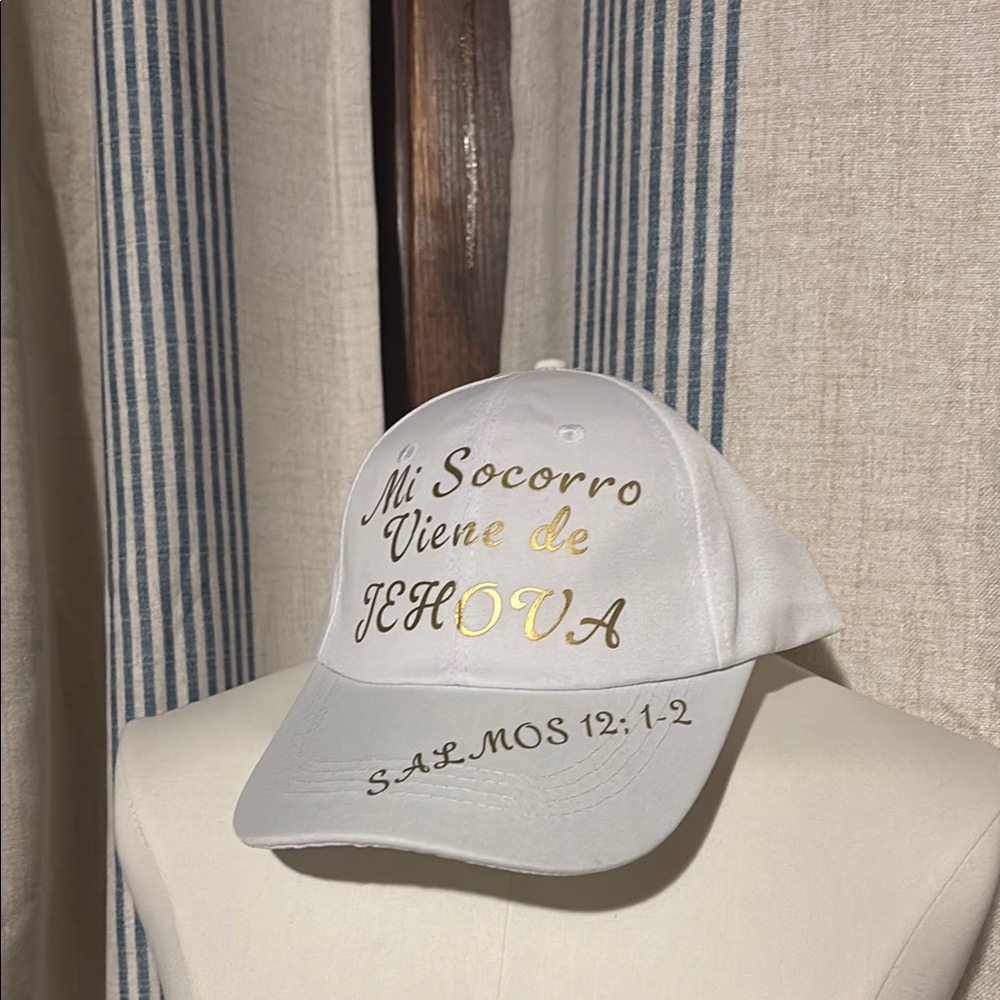 Mi Socorro
Viene de
JEHOVA
SALMOS 12; 1-2